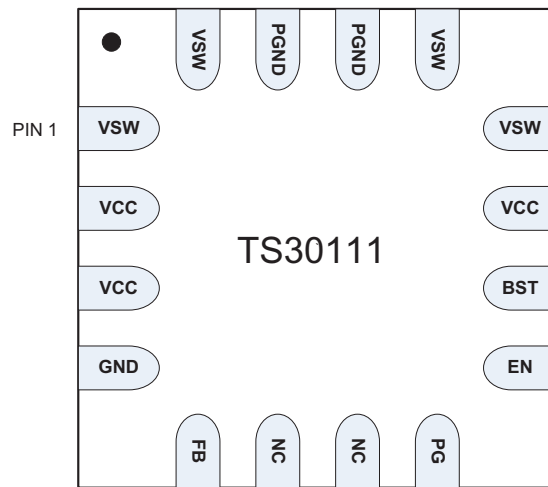 VSW PGND PGND VSW
PIN 1 VSW VSW
VCC VCC
TS30111
VCC BST
GND EN
FB NC NC PG